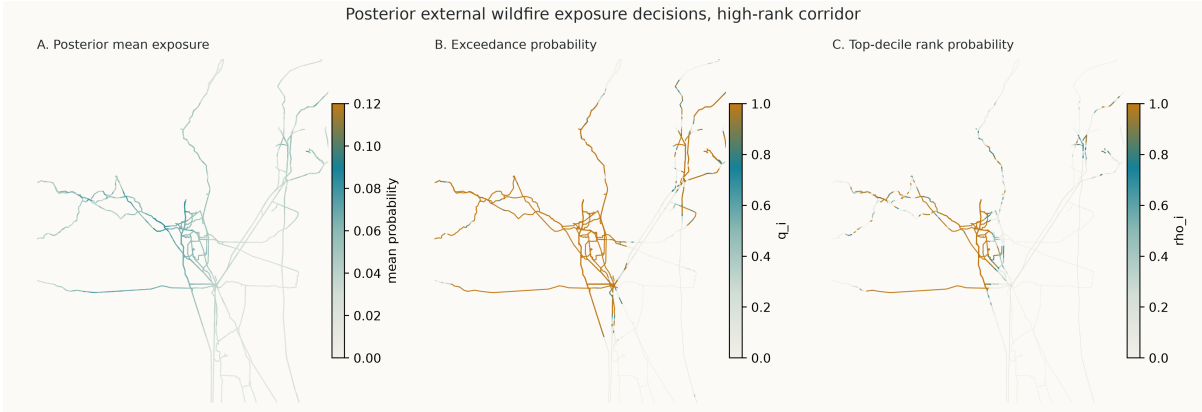 Posterior external wildfire exposure decisions, high-rank corridor
A. Posterior mean exposure
0.12
0.10
0.08
0.06
0.04
0.02
0.00
mean probability
B. Exceedance probability
1.0
0.8
0.6
0.4
0.2
0.0
q_i
C. Top-decile rank probability
1.0
0.8
0.6
0.4
0.2
0.0
rho_i